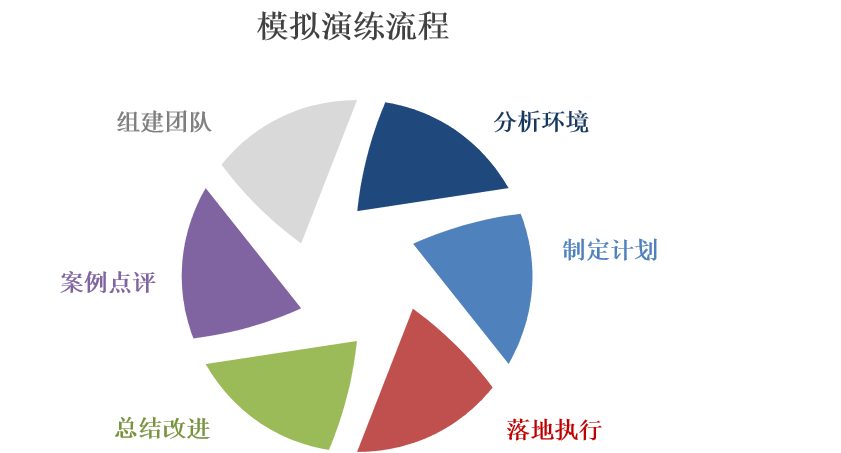 模拟演练流程
组建团队
分析环境
制定计划
案例点评
总结改进
落地执行